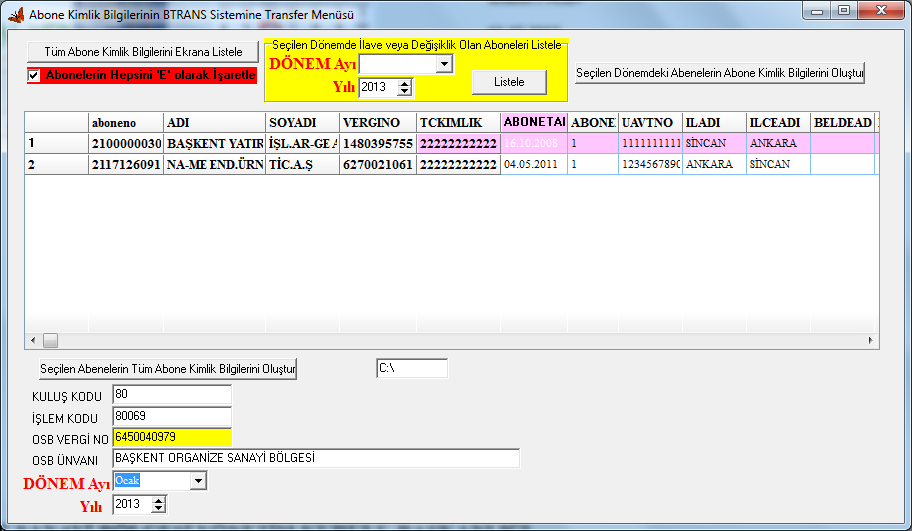 Abone Kimlik Bilgilerinin BTRANS Sistemine Transfer Menüsü
Tüm Abone Kimlik Bilgilerini Ekrana Listele
Abonelerin Hepsini 'E' olarak İşaretle
Seçilen Dönemde İlave veya Değişiklik Olan Aboneleri Listele
DÖNEM Ayı
Yılı 2013
Listele
Seçilen Dönemdeki Abenelerin Abone Kimlik Bilgilerini Oluştur
aboneno ADI SOYADI VERGINO TCKIMLIK ABONETAI ABONE UAVTNO ILADI ILCEADI BELDEAD
1 2100000030 BAŞKENT YATIR İŞL.AR-GE A 1480395755 22222222222 16.10.2008 1 1111111111 SİNCAN ANKARA
2 2117126091 NA-ME END.ÜRN TİC.A.Ş 6270021061 22222222222 04.05.2011 1 1234567890 ANKARA SİNCAN
Seçilen Abenelerin Tüm Abone Kimlik Bilgilerini Oluştur
C:\
KULUŞ KODU 80
İŞLEM KODU 80069
OSB VERGİ NO 6450040979
OSB ÜNVANI BAŞKENT ORGANİZE SANAYİ BÖLGESİ
DÖNEM Ayı Ocak
Yılı 2013